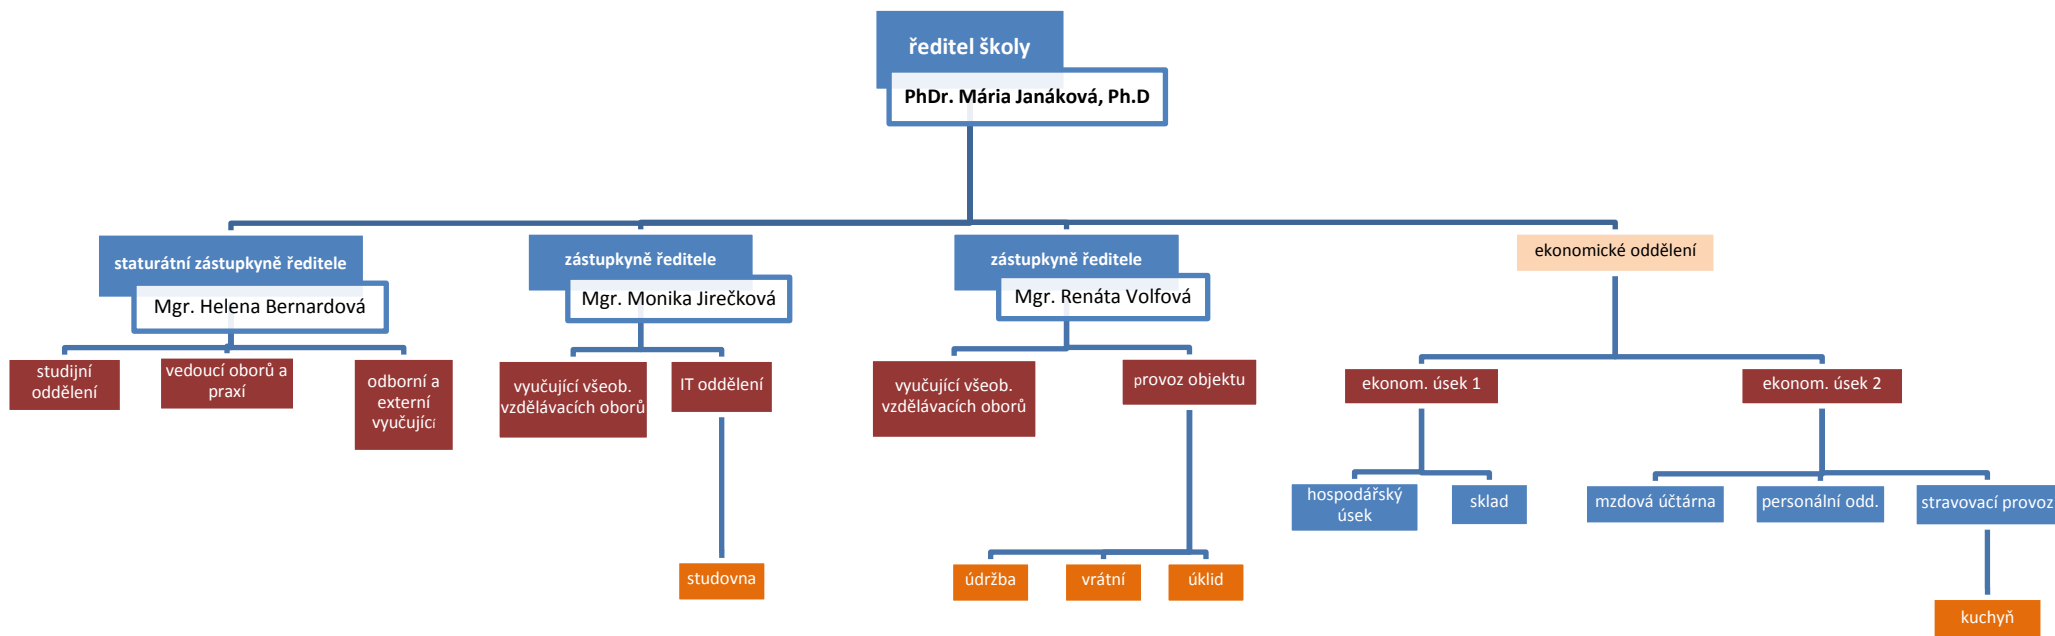 ředitel školy
PhDr. Mária Janáková, Ph.D
staturátní zástupkyně ředitele
Mgr. Helena Bernardová
zástupkyně ředitele
Mgr. Monika Jirečková
zástupkyně ředitele
Mgr. Renáta Volfová
ekonomické oddělení
studijní
oddělení
vedoucí oborů a
praxí
odborní a
externí
vyučující
vyučující všeob.
vzdělávacích oborů
IT oddělení
vyučující všeob.
vzdělávacích oborů
provoz objektu
ekonom. úsek 1
ekonom. úsek 2
hospodářský
úsek
sklad
mzdová účtárna
personální odd.
stravovací provoz
studovna
údržba
vrátní
úklid
kuchyň